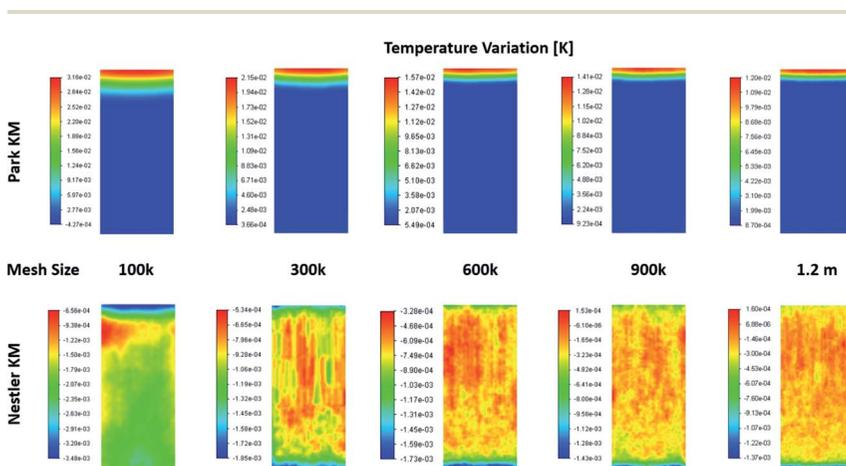 Temperature Variation [K]
Park KM
3.16e-02
2.84e-02
2.52e-02
2.20e-02
1.88e-02
1.56e-02
1.24e-02
9.17e-03
5.97e-03
2.77e-03
-4.27e-04
2.15e-02
1.94e-02
1.73e-02
1.52e-02
1.31e-02
1.09e-02
8.83e-03
6.71e-03
4.60e-03
2.48e-03
3.66e-04
1.57e-02
1.42e-02
1.27e-02
1.12e-02
9.65e-03
8.13e-03
6.62e-03
5.10e-03
3.58e-03
2.07e-03
5.49e-04
1.41e-02
1.28e-02
1.15e-02
1.02e-02
8.84e-03
7.52e-03
6.20e-03
4.88e-03
3.56e-03
2.24e-03
9.23e-04
1.20e-02
1.09e-02
9.79e-03
8.68e-03
7.56e-03
6.45e-03
5.33e-03
4.22e-03
3.10e-03
1.99e-03
8.70e-04
Mesh Size 100k 300k 600k 900k 1.2 m
Nestler KM
-6.56e-04
-9.38e-04
-1.22e-03
-1.50e-03
-1.79e-03
-2.07e-03
-2.35e-03
-2.63e-03
-2.91e-03
-3.20e-03
-3.48e-03
-5.34e-04
-6.65e-04
-7.96e-04
-9.28e-04
-1.06e-03
-1.19e-03
-1.32e-03
-1.45e-03
-1.58e-03
-1.72e-03
-1.85e-03
-3.28e-04
-4.68e-04
-6.09e-04
-7.49e-04
-8.90e-04
-1.03e-03
-1.17e-03
-1.31e-03
-1.45e-03
-1.59e-03
-1.73e-03
1.53e-04
-6.10e-06
-1.65e-04
-3.24e-04
-4.83e-04
-6.42e-04
-8.00e-04
-9.59e-04
-1.12e-03
-1.28e-03
-1.43e-03
1.60e-04
6.88e-06
-1.46e-04
-3.00e-04
-4.53e-04
-6.07e-04
-7.60e-04
-9.13e-04
-1.07e-03
-1.22e-03
-1.37e-03